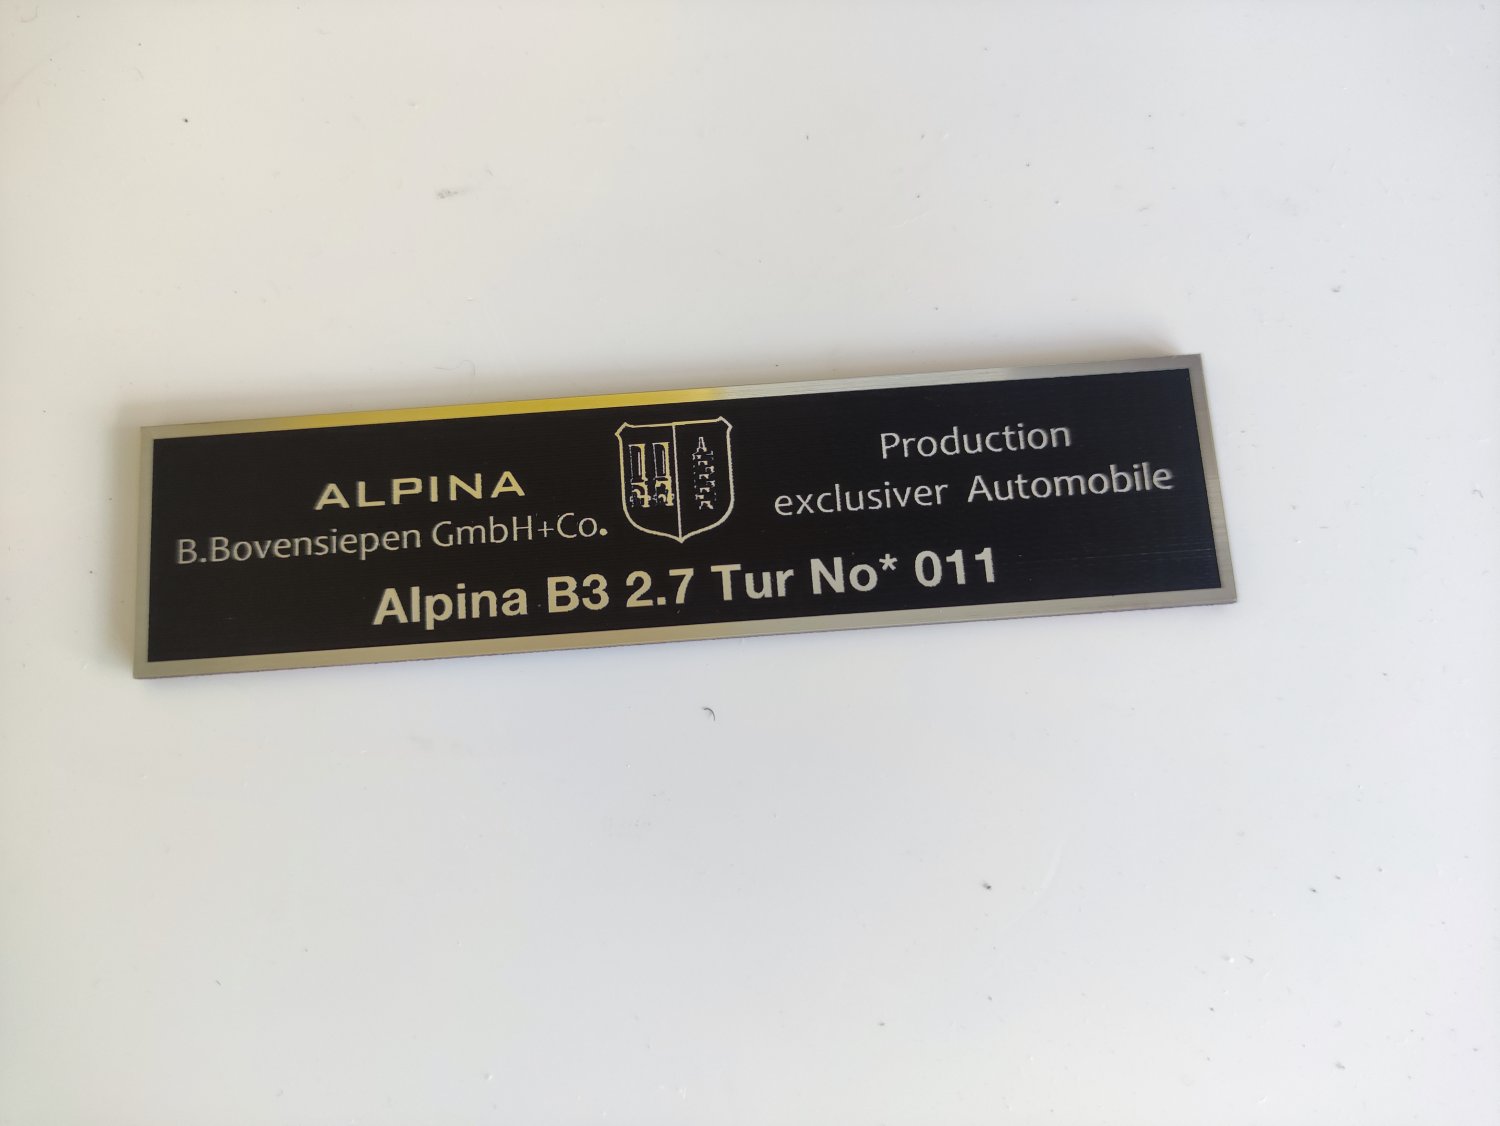 ALPINA
B.Bovensiepen GmbH+Co.
Production
exclusiver Automobile
Alpina B3 2.7 Tur No* 011